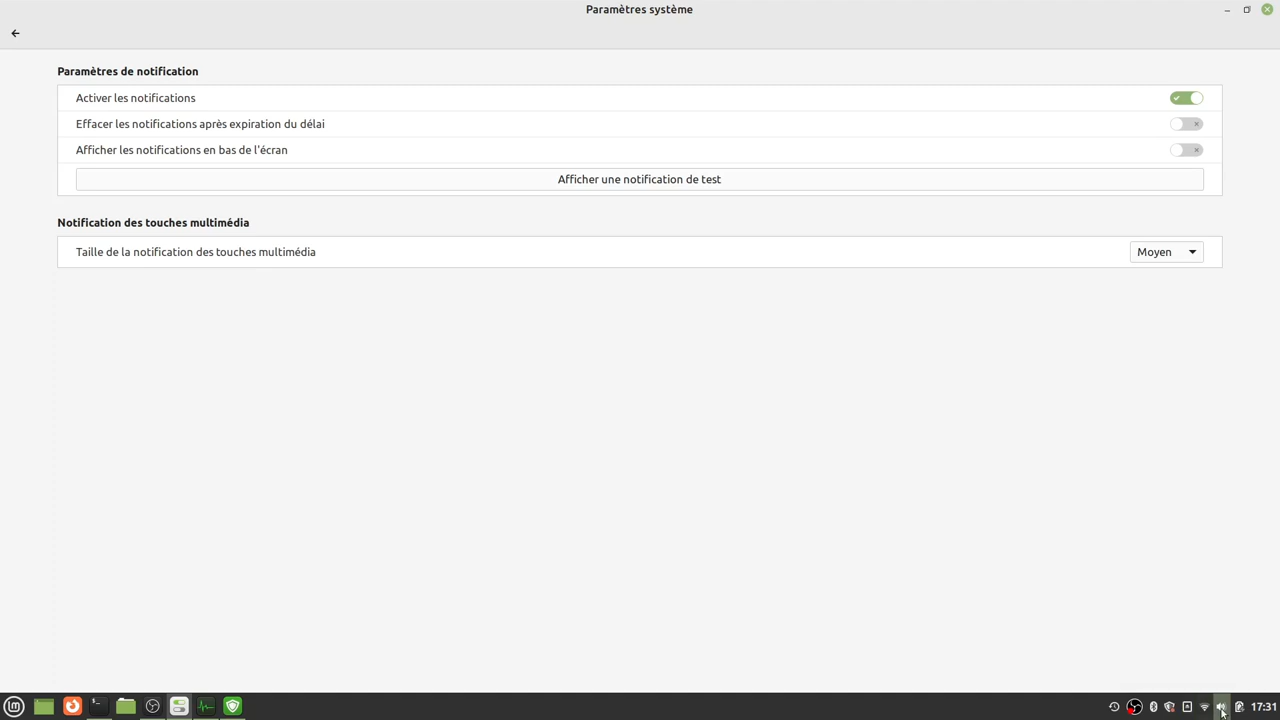 Paramètres système
Paramètres de notification
Activer les notifications
Effacer les notifications après expiration du délai
Afficher les notifications en bas de l'écran
Afficher une notification de test
Notification des touches multimédia
Taille de la notification des touches multimédia
Moyen
17:31